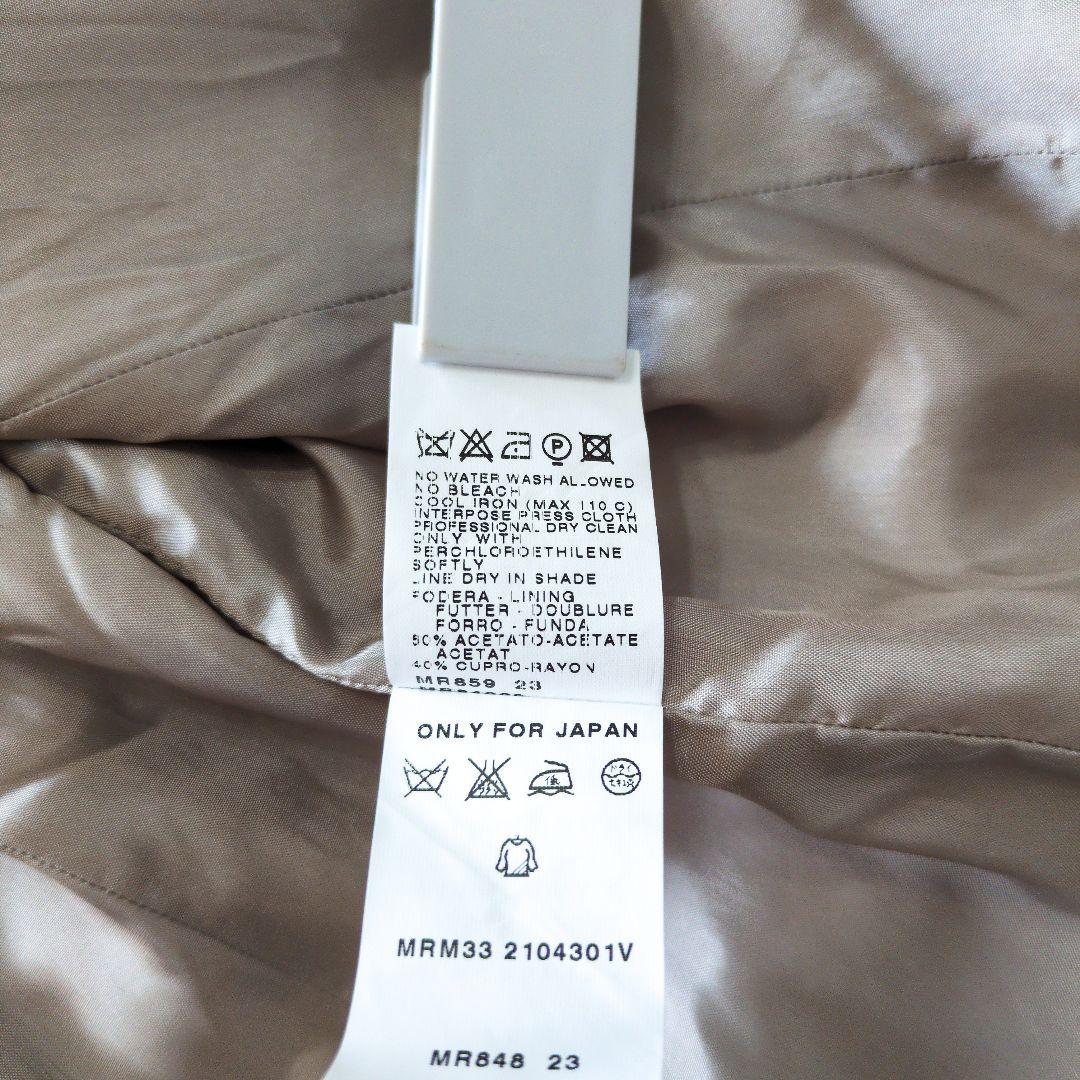 P
NO WATER WASH ALLOWED
NO BLEACH
COOL IRON (MAX 110 C)
INTERPOSE PRESS CLOTH
PROFESSIONAL DRY CLEAN
ONLY WITH
PERCHLOROETHILENE
SOFTLY
LINE DRY IN SHADE
FODERA - LINING
FUTTER - DOUBLURE
FORRO - FUNDA
60% ACETATO-ACETATE
ACETAT
40% CUPRO-RAYON
MR859 23
ONLY FOR JAPAN
低
MRM33 2104301V
MR848 23